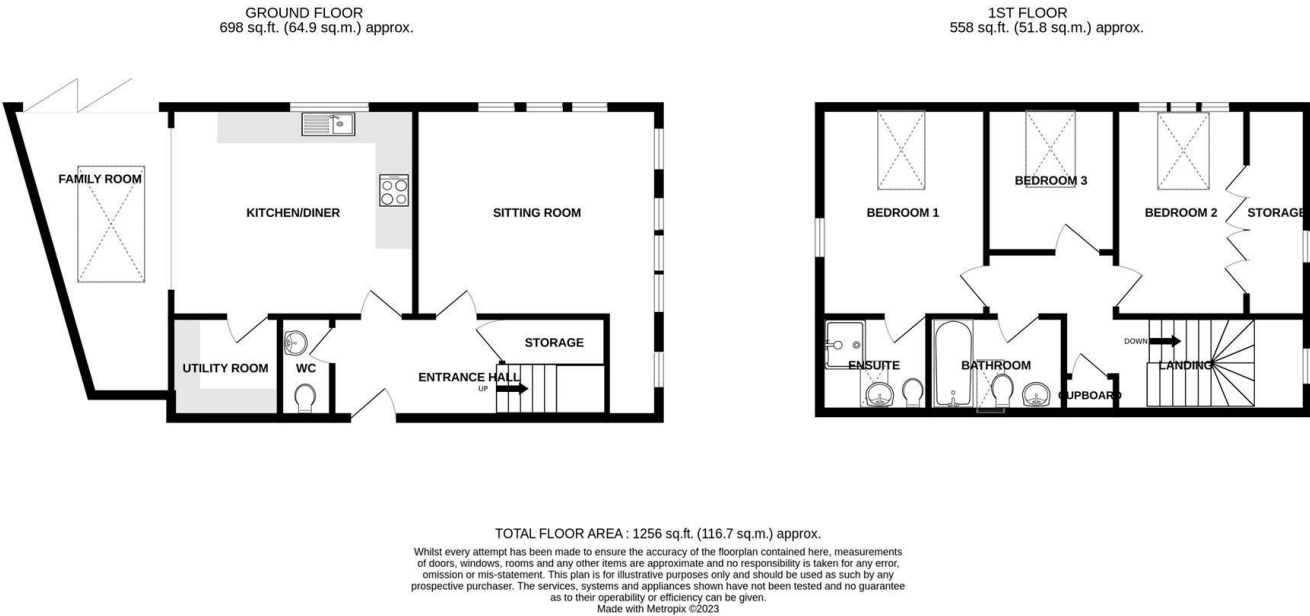 GROUND FLOOR
698 sq.ft. (64.9 sq.m.) approx.
FAMILY ROOM
KITCHEN/DINER
SITTING ROOM
UTILITY ROOM
WC
STORAGE
ENTRANCE HALL
UP
1ST FLOOR
558 sq.ft. (51.8 sq.m.) approx.
BEDROOM 1
BEDROOM 3
BEDROOM 2
STORAGE
ENSUITE
BATHROOM
CUPBOARD
DOWN
LANDING
TOTAL FLOOR AREA : 1256 sq.ft. (116.7 sq.m.) approx.
Whilst every attempt has been made to ensure the accuracy of the floorplan contained here, measurements
of doors, windows, rooms and any other items are approximate and no responsibility is taken for any error,
omission or mis-statement. This plan is for illustrative purposes only and should be used as such by any
prospective purchaser. The services, systems and appliances shown have not been tested and no guarantee
as to their operability or efficiency can be given.
Made with Metropix ©2023